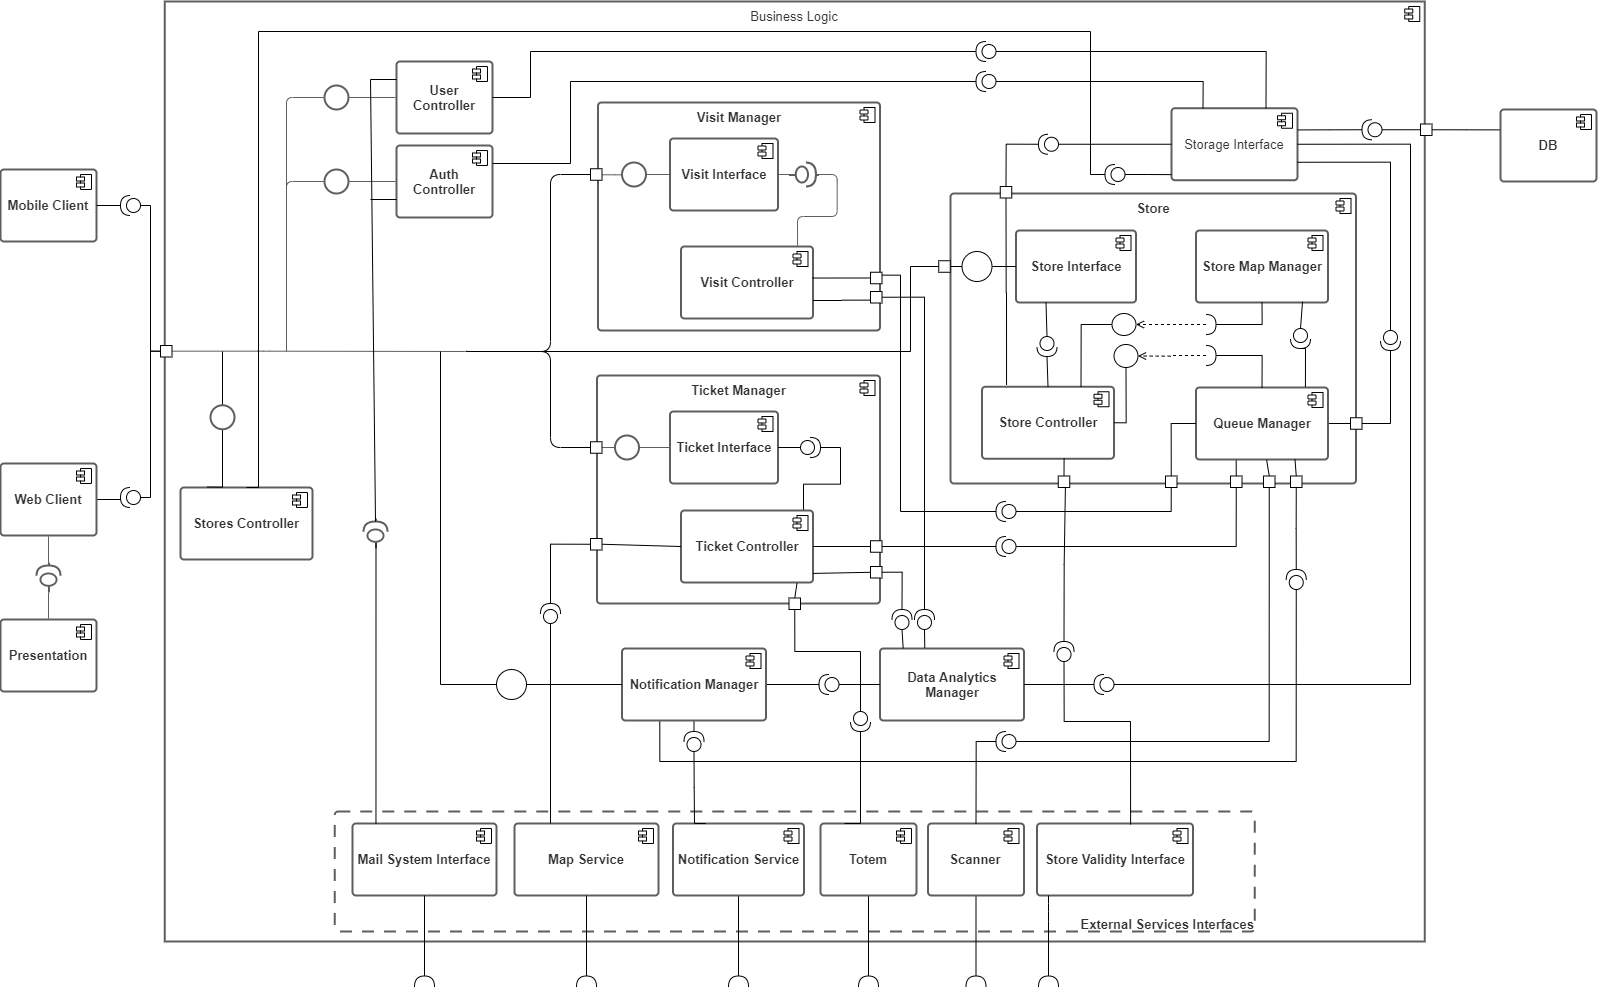 Business Logic
User
Controller
Visit Manager
Storage Interface
DB
Visit Interface
Auth
Controller
Mobile Client
Store
Store Interface
Store Map Manager
Visit Controller
Ticket Manager
Store Controller
Queue Manager
Ticket Interface
Web Client
Stores Controller
Ticket Controller
Presentation
Notification Manager
Data Analytics
Manager
Mail System Interface
Map Service
Notification Service
Totem
Scanner
Store Validity Interface
External Services Interfaces